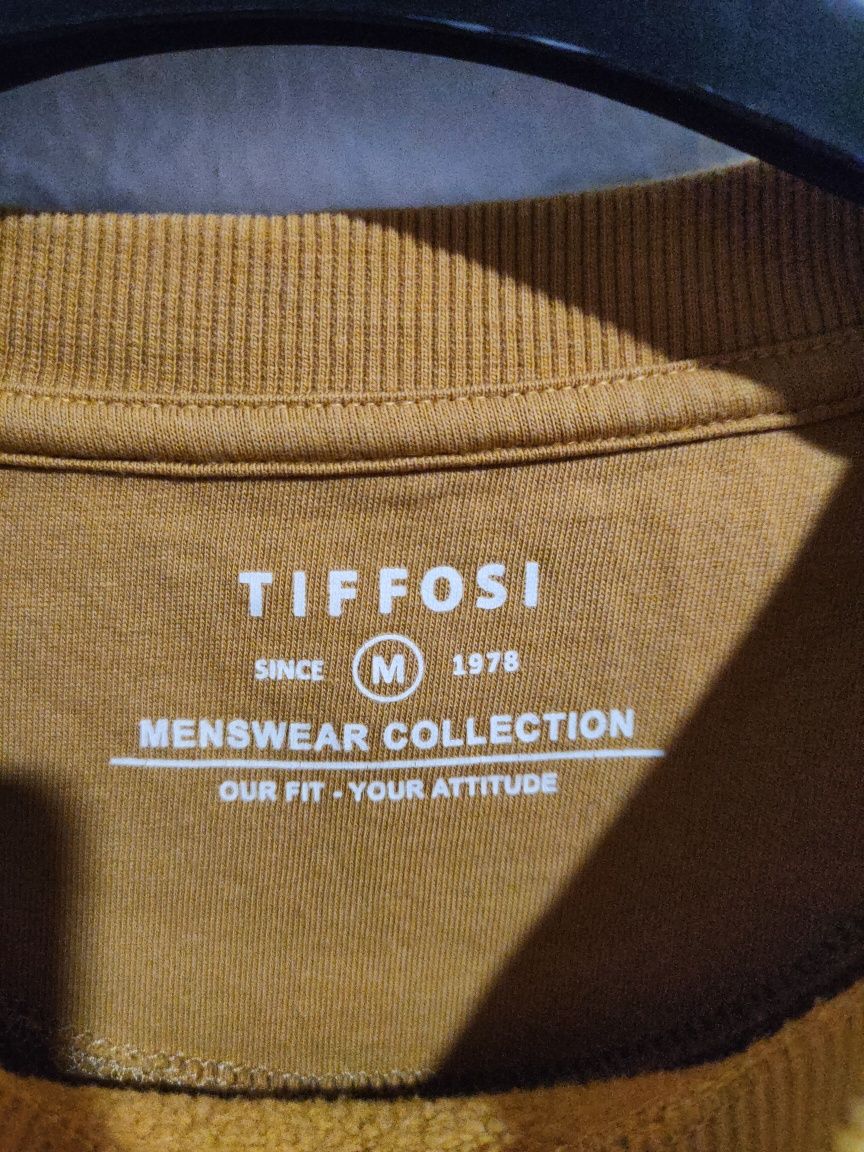 TIFFOSI
SINCE M 1978
MENSWEAR COLLECTION
OUR FIT - YOUR ATTITUDE